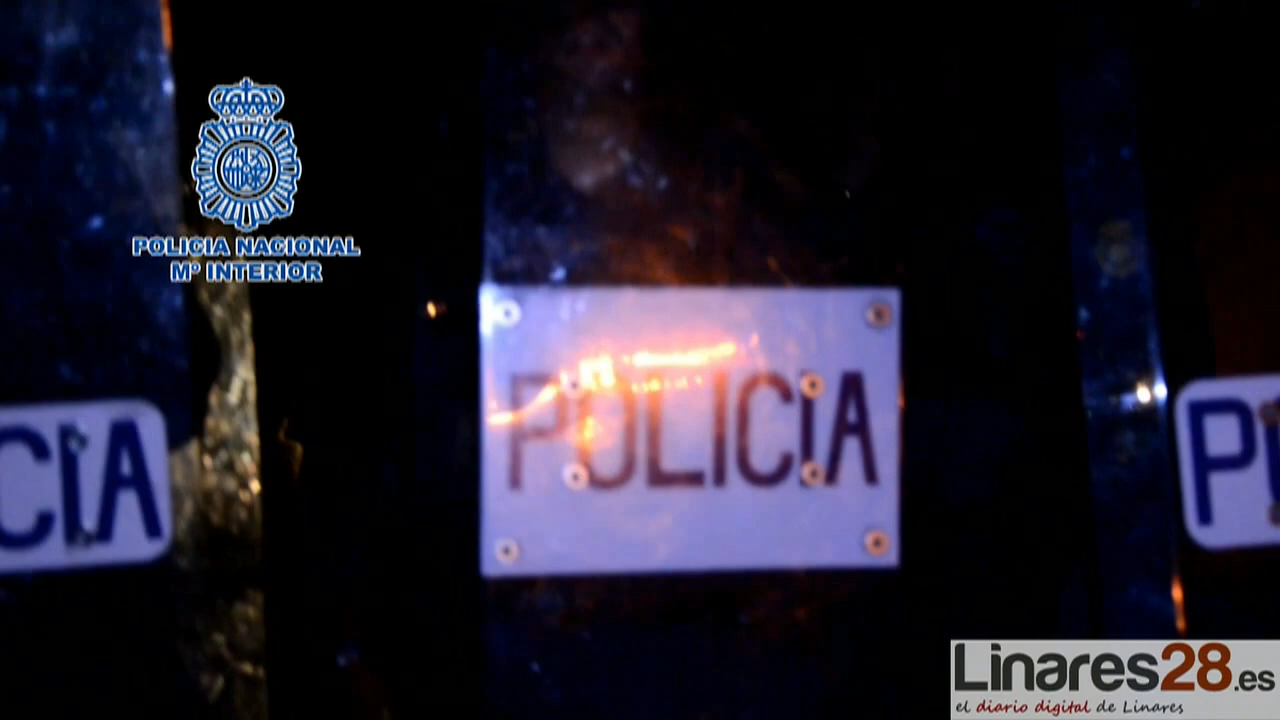 POLICIA NACIONAL
Mº INTERIOR
CIA
POLICIA
P
Linares28.es
el diario digital de Linares